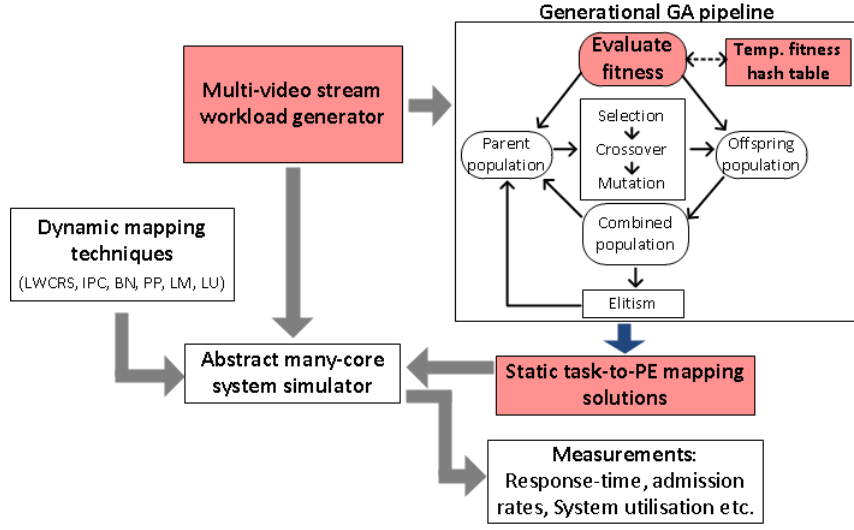 Generational GA pipeline
Multi-video stream
workload generator
Evaluate
fitness
Temp. fitness
hash table
Parent
population
Selection
Crossover
Mutation
Offspring
population
Combined
population
Elitism
Dynamic mapping
techniques
(LWCRS, IPC, BN, PP, LM, LU)
Abstract many-core
system simulator
Static task-to-PE mapping
solutions
Measurements:
Response-time, admission
rates, System utilisation etc.